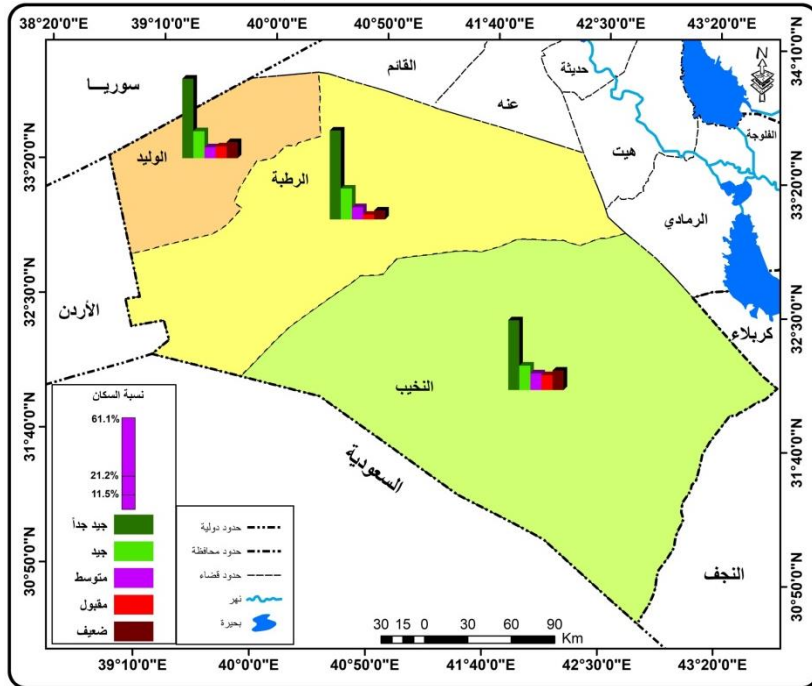 38°20'0"E 39°10'0"E 40°0'0"E 40°50'0"E 41°40'0"E 42°30'0"E 43°20'0"E
34°10'0"N
33°20'0"N
32°30'0"N
31°40'0"N
30°50'0"N
33°20'0"N
32°30'0"N
31°40'0"N
30°50'0"N
N
سوريـــا
القائم
عنه
حديثة
هيت
الفلوجة
الرمادي
كربلاء
الوليد
الرطبة
الأردن
النخيب
السعودية
النجف
نسبة السكان
61.1%
21.2%
11.5%
جيد جداً
جيد
متوسط
مقبول
ضعيف
حدود دولية
حدود محافظة
حدود قضاء
نهر
بحيرة
30 15 0 30 60 90
Km
39°10'0"E 40°0'0"E 40°50'0"E 41°40'0"E 42°30'0"E 43°20'0"E